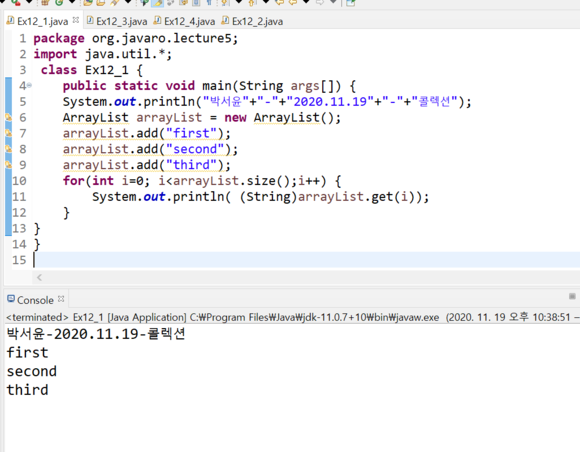 Ex12_1.java Ex12_3.java Ex12_4.java Ex12_2.java
1 package org.javaro.lecture5;
2 import java.util.*;
3 class Ex12_1 {
4 public static void main(String args[]) {
5 System.out.println("박서윤"+"-"+"2020.11.19"+"-"+"콜렉션");
6 ArrayList arrayList = new ArrayList();
7 arrayList.add("first");
8 arrayList.add("second");
9 arrayList.add("third");
10 for(int i=0; i<arrayList.size();i++) {
11 System.out.println( (String)arrayList.get(i));
12 }
13 }
14 }
15
Console
<terminated> Ex12_1 [Java Application] C:₩Program Files₩Java₩jdk-11.0.7+10₩bin₩javaw.exe (2020. 11. 19 오후 10:38:51 –
박서윤-2020.11.19-콜렉션
first
second
third